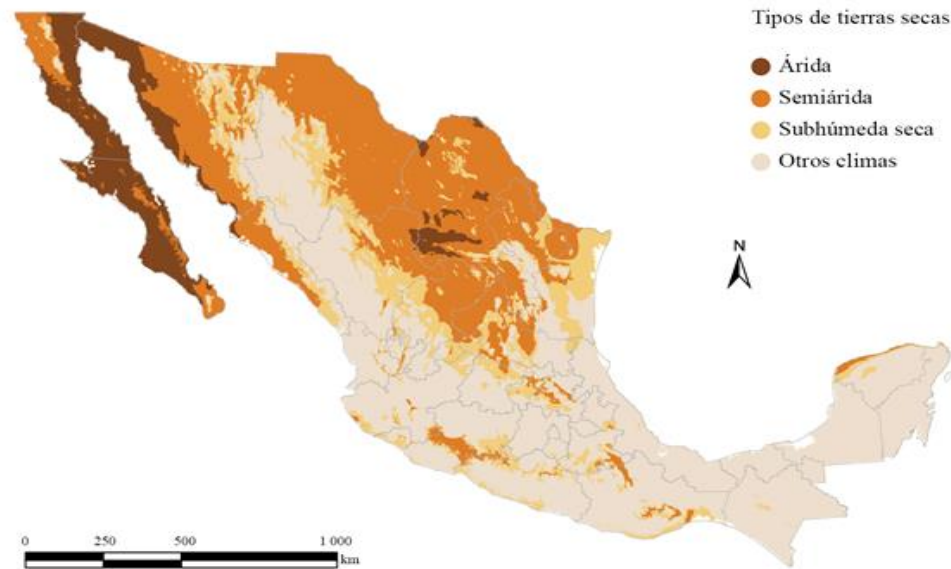 Tipos de tierras secas
Árida
Semiárida
Subhúmeda seca
Otros climas
N
0 250 500 1 000
km